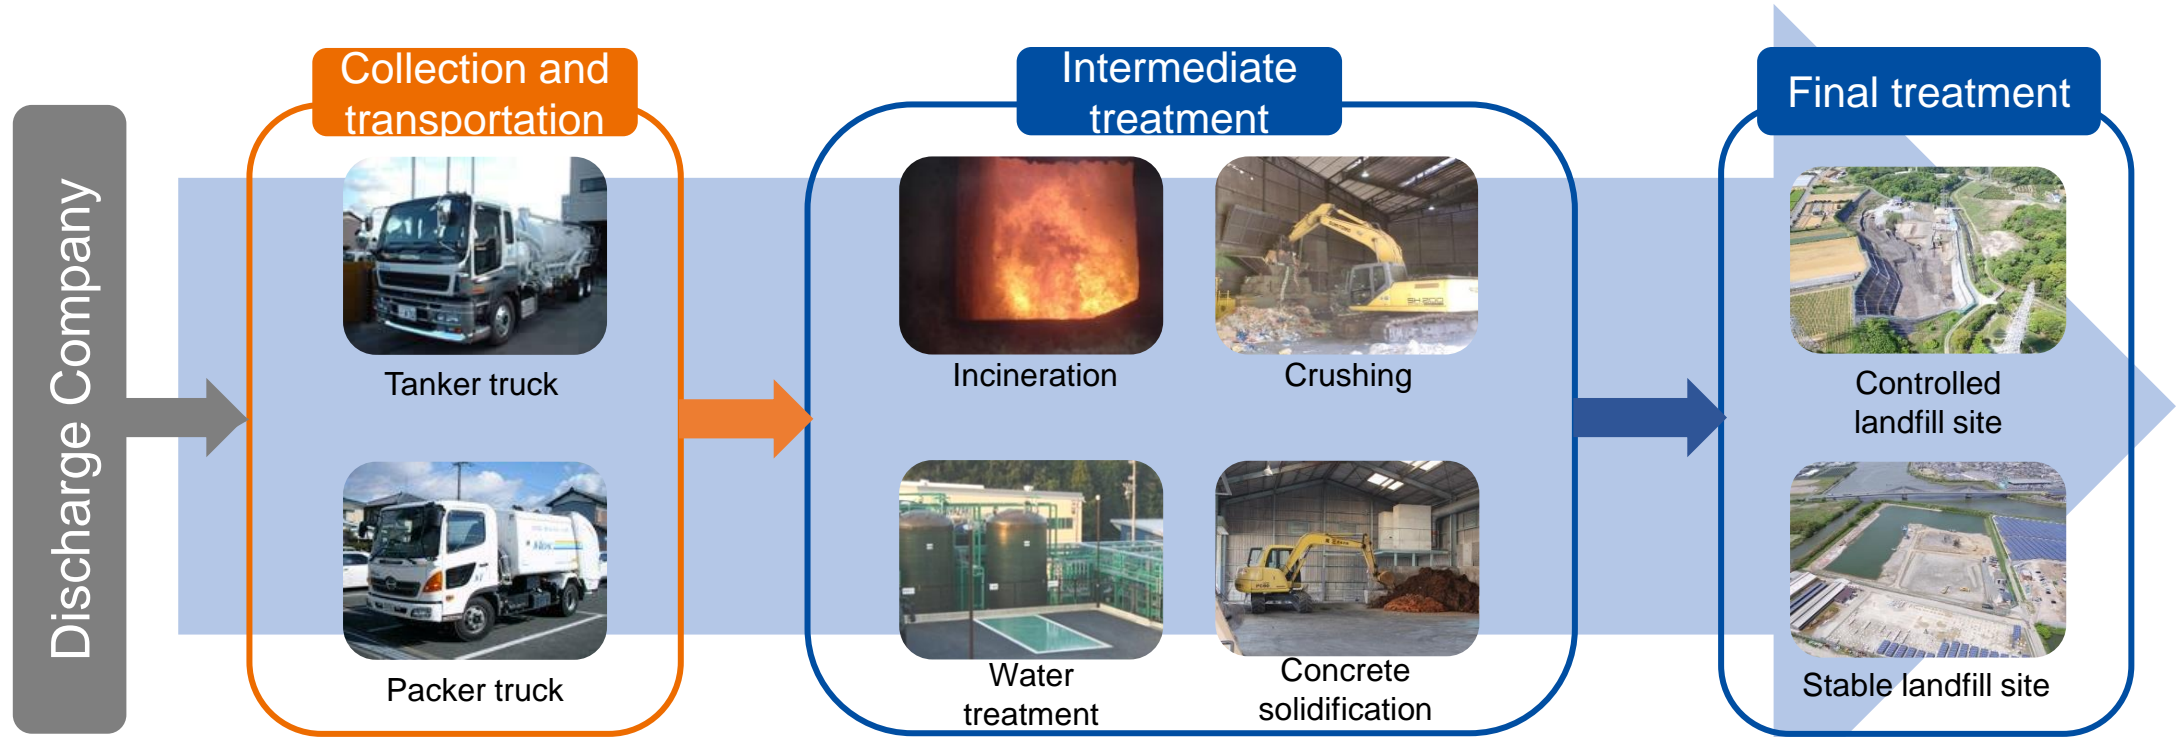 Discharge Company
Collection and
transportation
Tanker truck
Packer truck
Intermediate
treatment
Incineration
Crushing
SH200
Water
treatment
Concrete
solidification
Final treatment
Controlled
landfill site
Stable landfill site